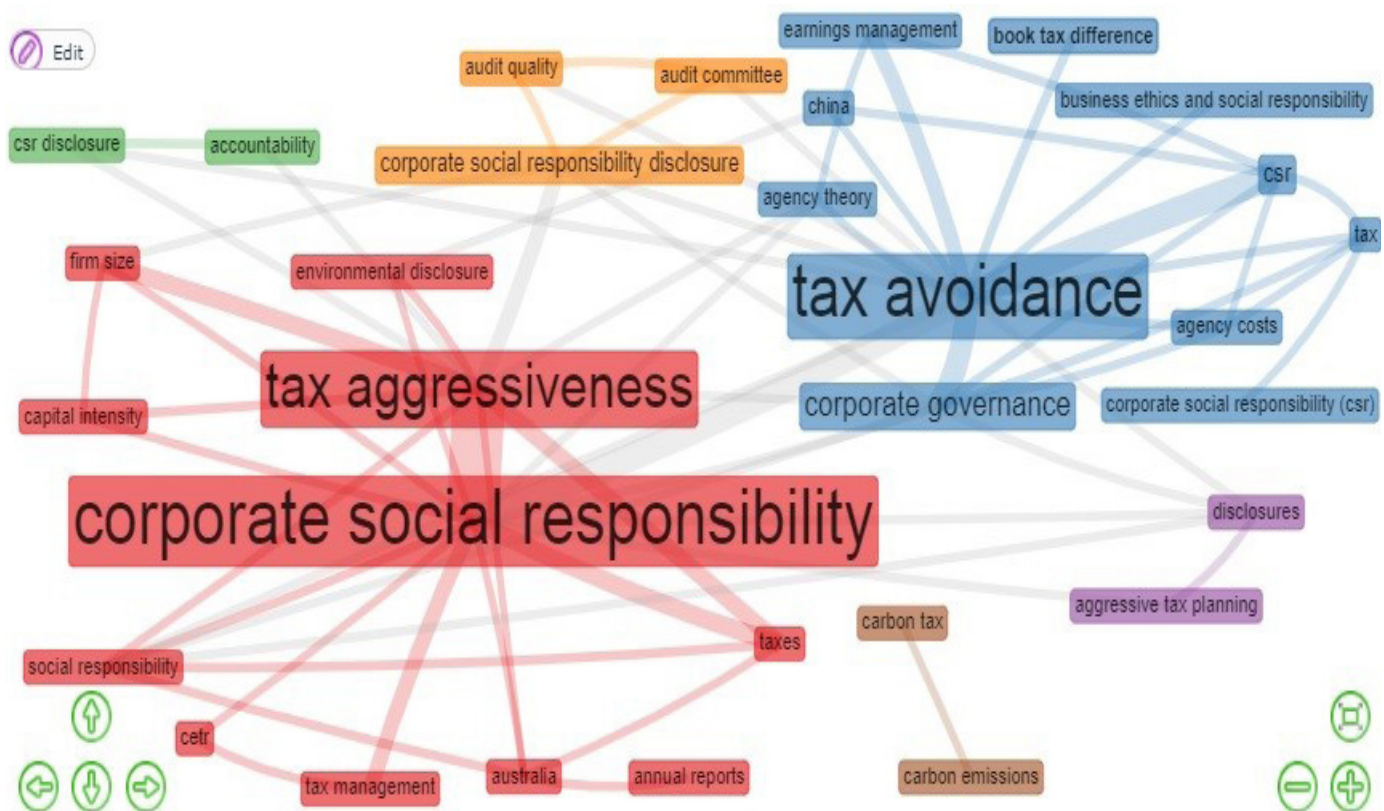 Edit
earnings management
book tax difference
audit quality
audit committee
china
business ethics and social responsibility
csr disclosure
accountability
corporate social responsibility disclosure
csr
agency theory
tax
firm size
environmental disclosure
tax avoidance
agency costs
tax aggressiveness
capital intensity
corporate governance
corporate social responsibility (csr)
corporate social responsibility
disclosures
aggressive tax planning
carbon tax
taxes
social responsibility
cetr
tax management
australia
annual reports
carbon emissions